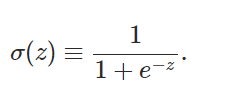 σ(z) ≡ 1 / (1 + e^{−z}).